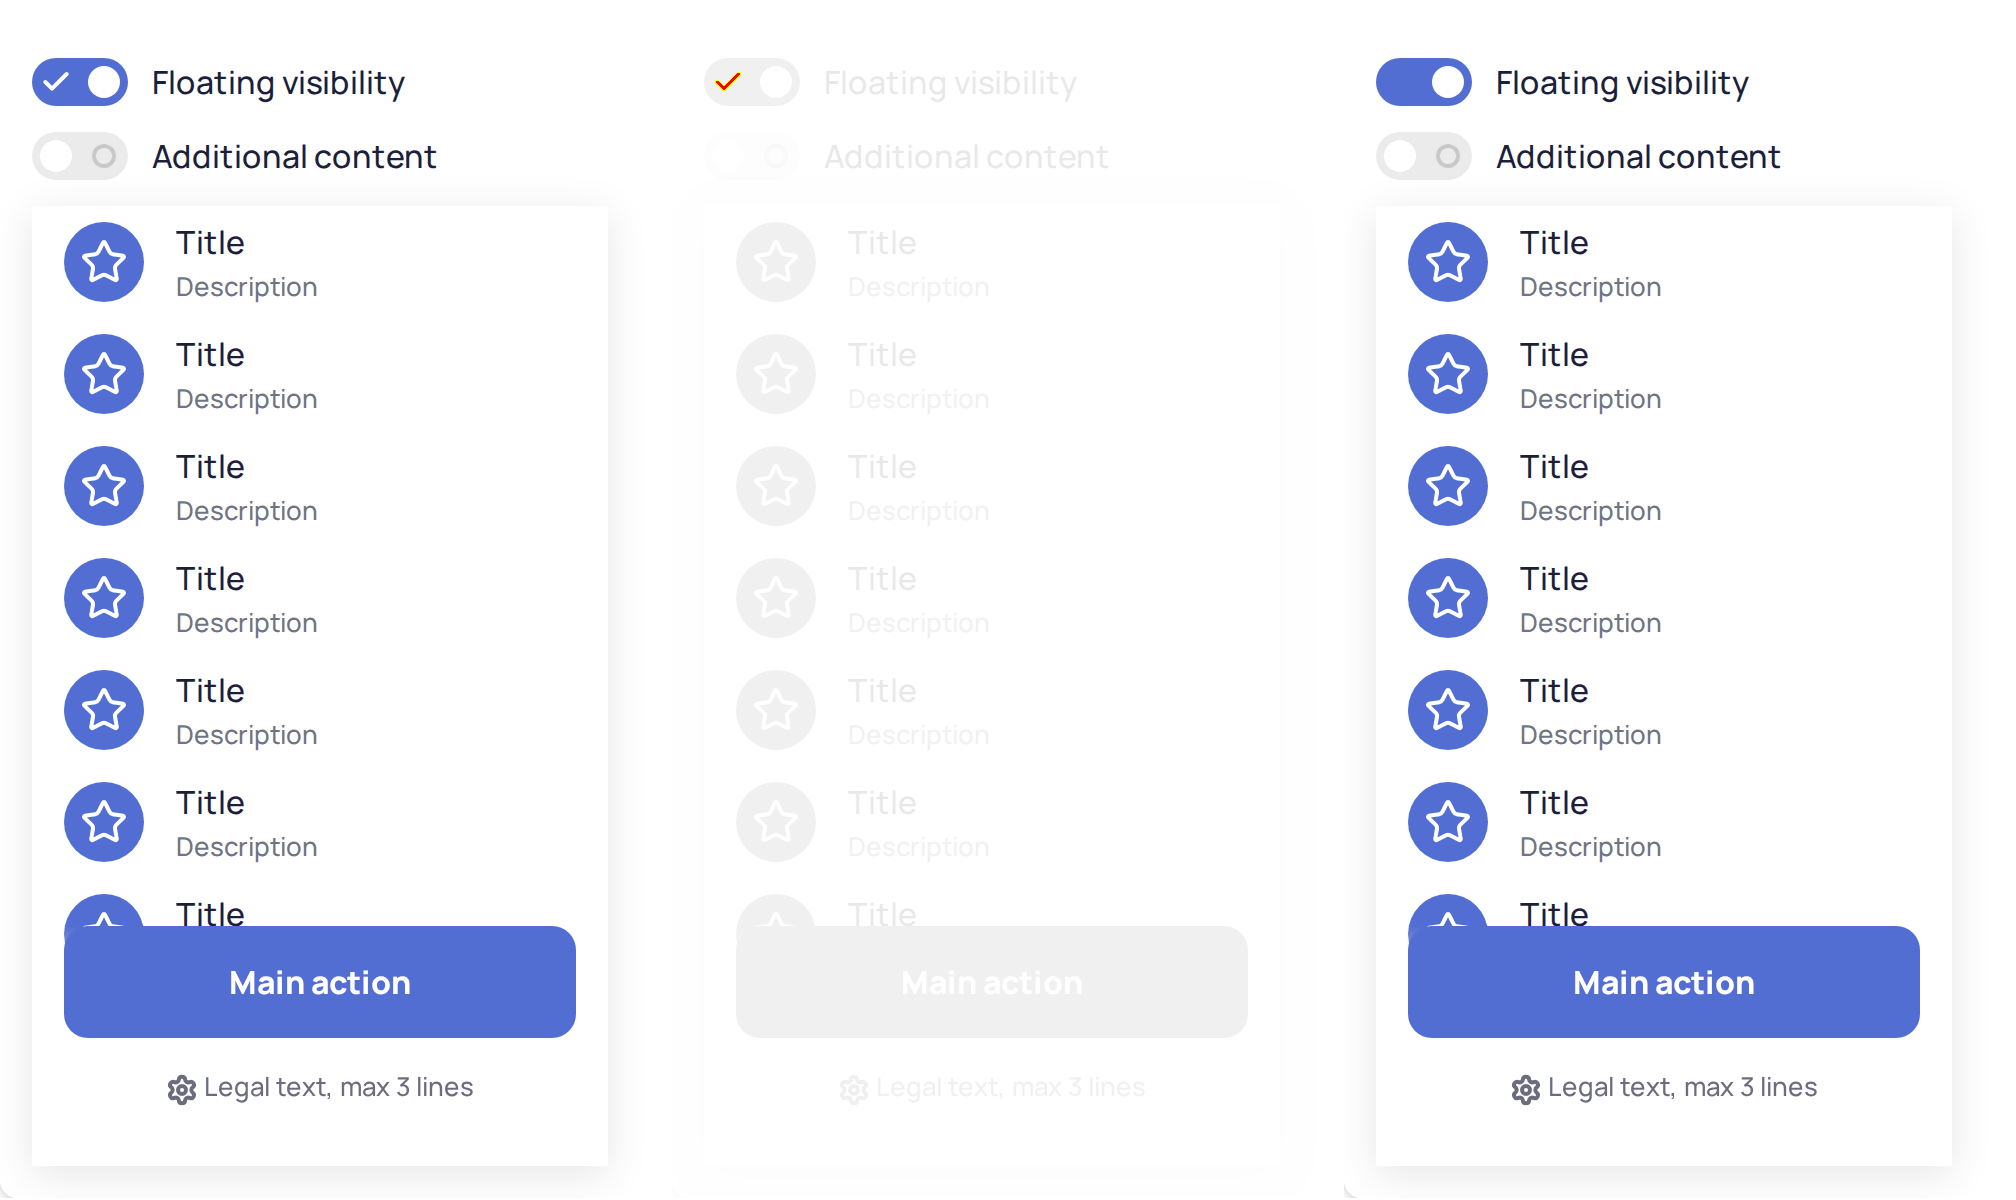 Floating visibility
Additional content
Title
Description
Title
Description
Title
Description
Title
Description
Title
Description
Title
Description
Title
Main action
Legal text, max 3 lines
Floating visibility
Additional content
Title
Description
Title
Description
Title
Description
Title
Description
Title
Description
Title
Description
Title
Main action
Legal text, max 3 lines
Floating visibility
Additional content
Title
Description
Title
Description
Title
Description
Title
Description
Title
Description
Title
Description
Title
Main action
Legal text, max 3 lines